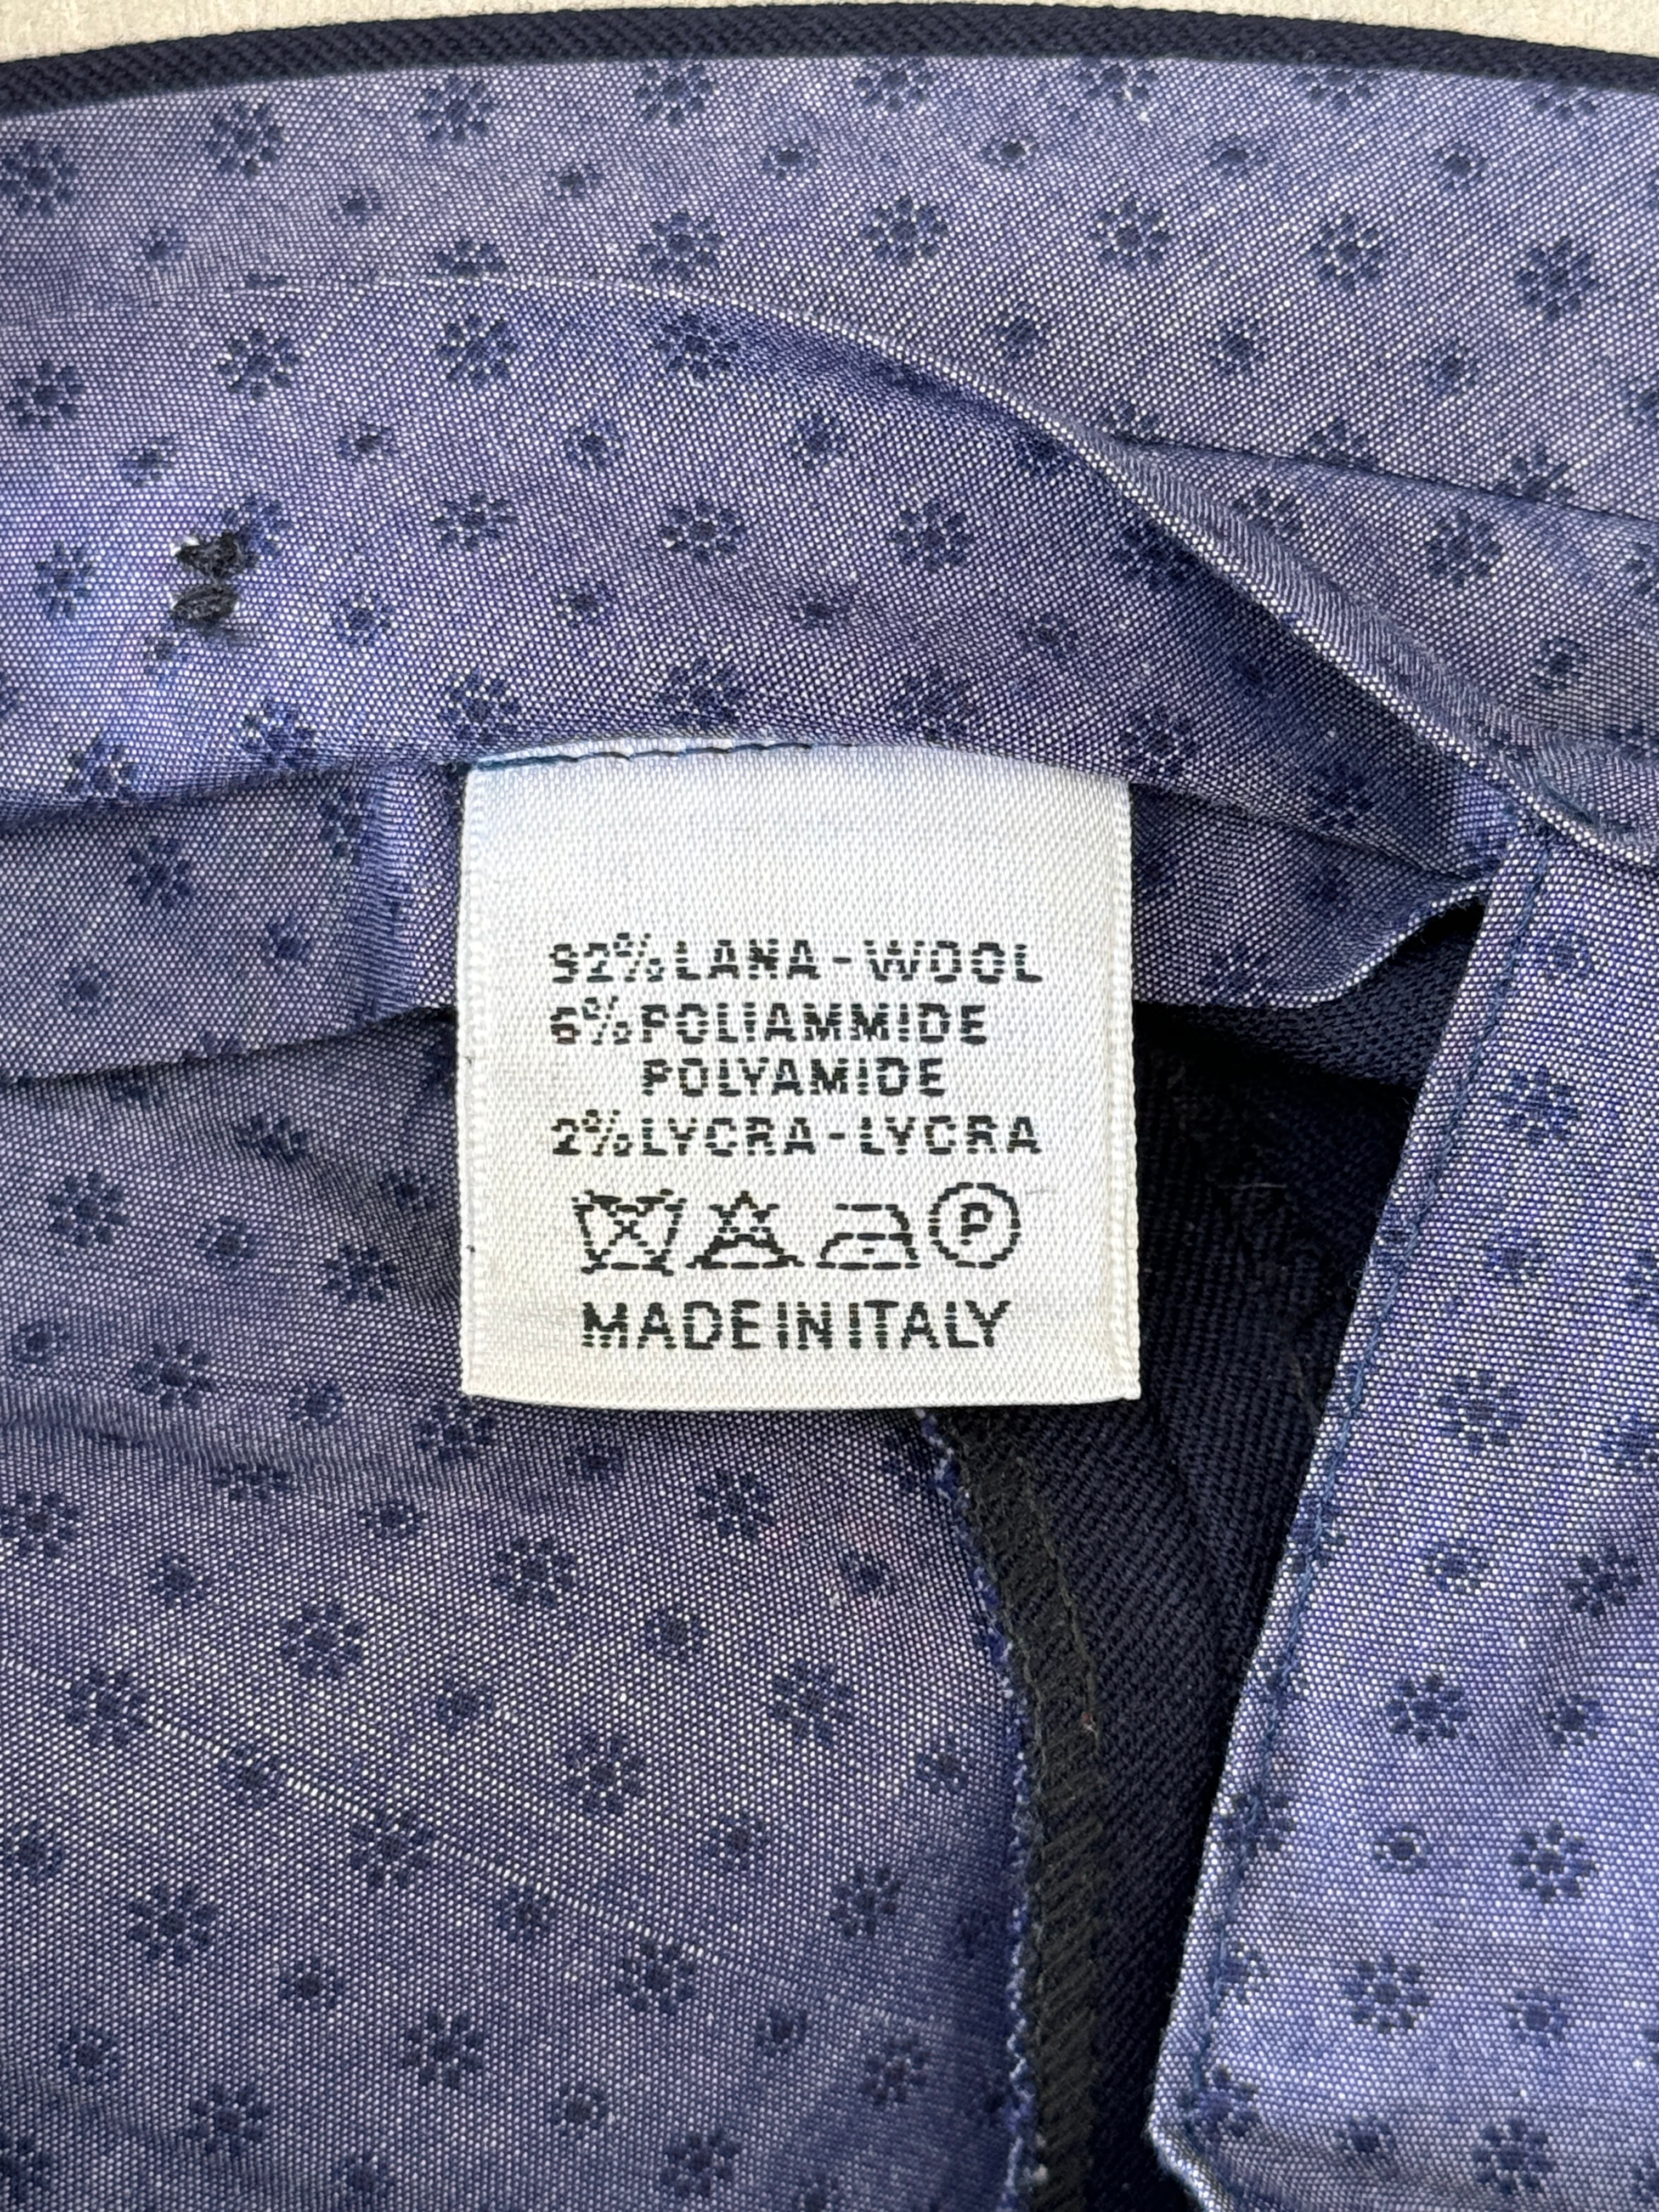 92% LANA-WOOL
6% POLIAMMIDE
POLYAMIDE
2% LYCRA-LYCRA
P
MADE IN ITALY